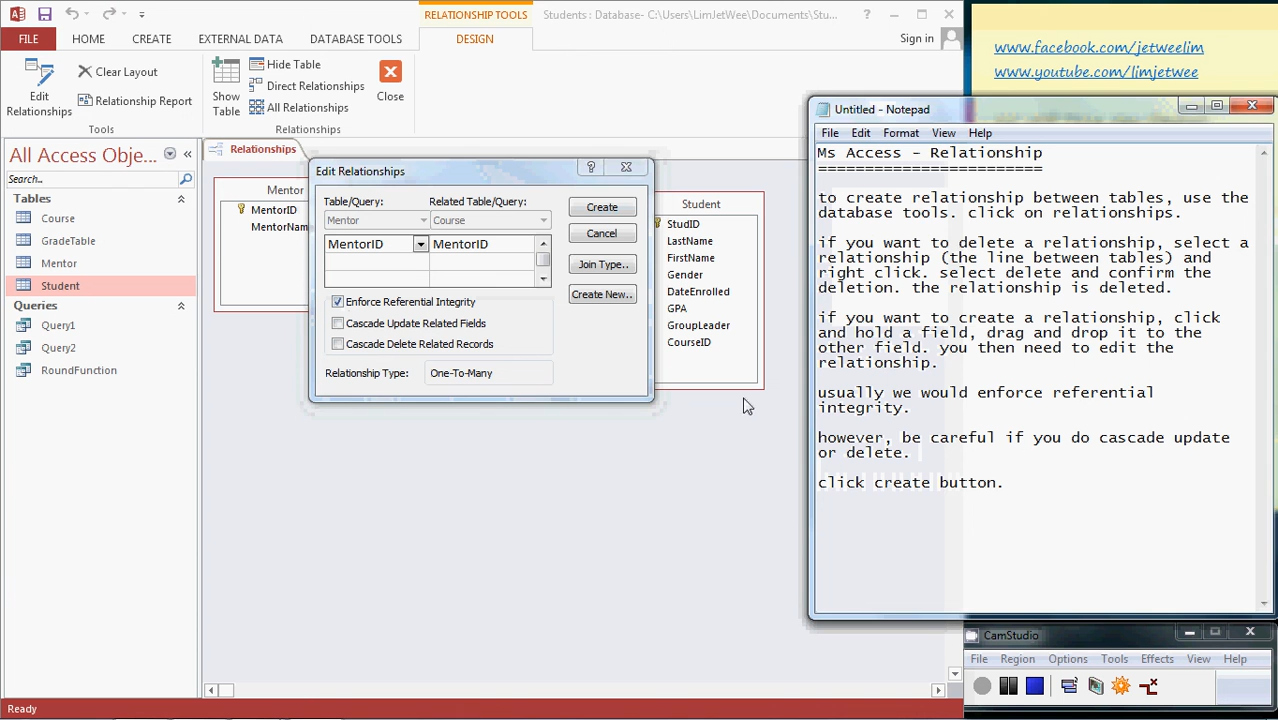 RELATIONSHIP TOOLS
Students : Database- C:\Users\LimJetWee\Documents\Stu...
?
FILE
HOME
CREATE
EXTERNAL DATA
DATABASE TOOLS
DESIGN
Sign in
Edit
Relationships
Clear Layout
Relationship Report
Tools
Show
Table
Hide Table
Direct Relationships
All Relationships
Close
Relationships
All Access Obje...
Search...
Tables
Course
GradeTable
Mentor
Student
Queries
Query1
Query2
RoundFunction
Relationships
Mentor
MentorID
MentorNam
Edit Relationships
?
Table/Query:
Related Table/Query:
Mentor
Course
MentorID
MentorID
Enforce Referential Integrity
Cascade Update Related Fields
Cascade Delete Related Records
Relationship Type:
One-To-Many
Create
Cancel
Join Type..
Create New..
Student
StudID
LastName
FirstName
Gender
DateEnrolled
GPA
GroupLeader
CourseID
Ready
www.facebook.com/jetweelim
www.youtube.com/limjetwee
Untitled - Notepad
File Edit Format View Help
Ms Access - Relationship
========================
to create relationship between tables, use the
database tools. click on relationships.
if you want to delete a relationship, select a
relationship (the line between tables) and
right click. select delete and confirm the
deletion. the relationship is deleted.
if you want to create a relationship, click
and hold a field, drag and drop it to the
other field. you then need to edit the
relationship.
usually we would enforce referential
integrity.
however, be careful if you do cascade update
or delete.
click create button.
CamStudio
File Region Options Tools Effects View Help